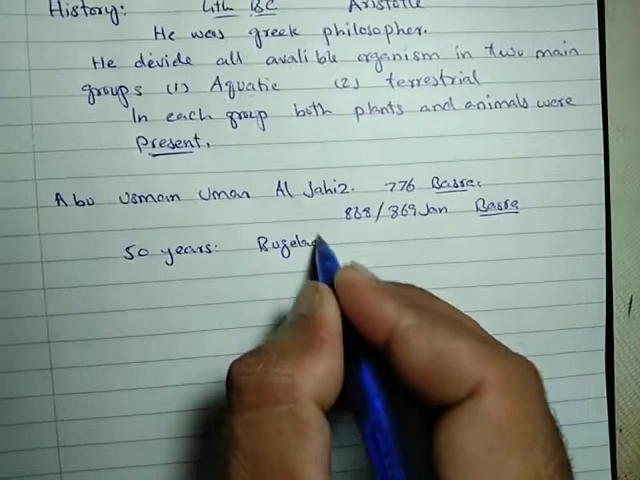 History: 4th BC Aristotle
He was greek philosopher.
He devide all avalible organism in two main
groups (1) Aquatic (2) terrestrial
In each group both plants and animals were
present.
Abu Usmain Uman Al Jahiz. 776 Basra.
868/869 Jan Basra
50 years: